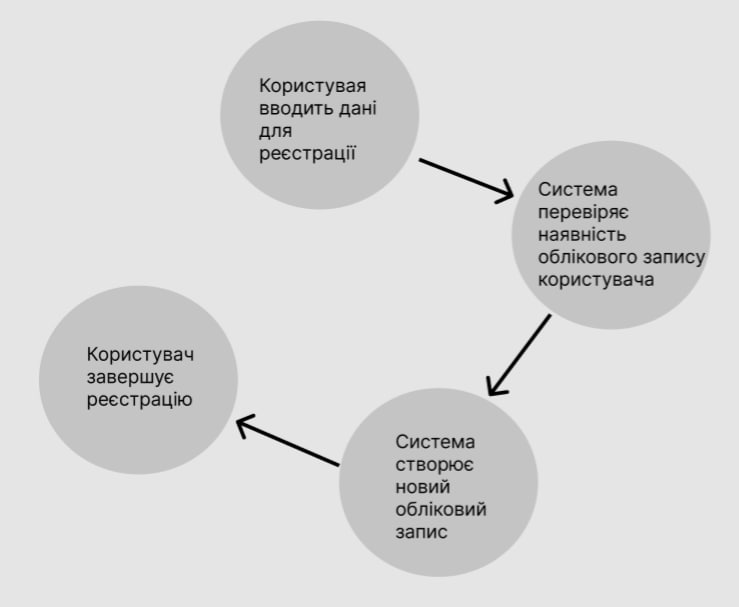 Користувая
вводить дані
для
реєстрації
Система
перевіряє
наявність
облікового запису
користувача
Система
створює
новий
обліковий
запис
Користувач
завершує
реєстрацію